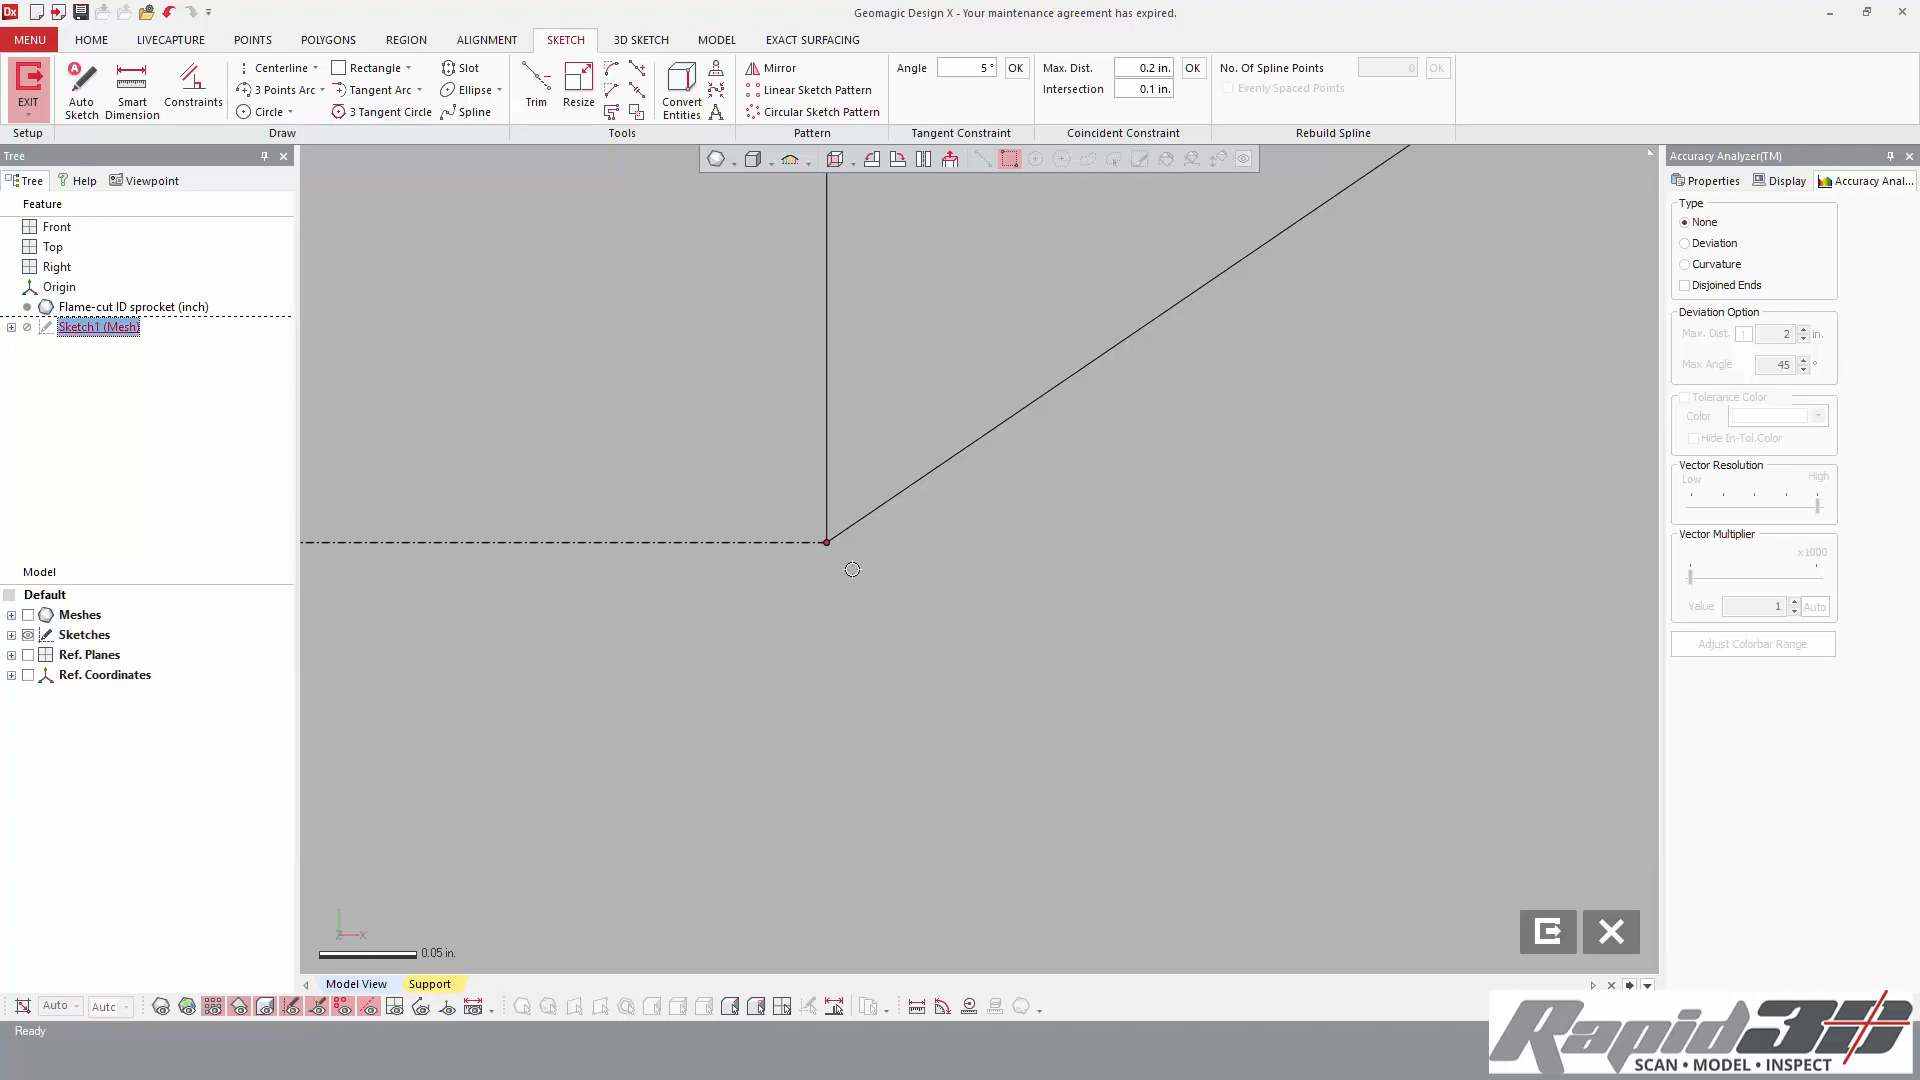 Dx
Geomagic Design X - Your maintenance agreement has expired.
MENU HOME LIVECAPTURE POINTS POLYGONS REGION ALIGNMENT SKETCH 3D SKETCH MODEL EXACT SURFACING
Centerline Rectangle Slot Mirror Angle 5 ° OK Max. Dist. 0.2 in. OK No. Of Spline Points 0 OK
3 Points Arc Tangent Arc Ellipse Linear Sketch Pattern Intersection 0.1 in. Evenly Spaced Points
EXIT Auto Sketch Smart Dimension Constraints Trim Resize Convert Entities
Circle 3 Tangent Circle Spline Circular Sketch Pattern
Setup Draw Tools Pattern Tangent Constraint Coincident Constraint Rebuild Spline
Tree
Tree Help Viewpoint
Feature
Front
Top
Right
Origin
Flame-cut ID sprocket (inch)
Sketch1 (Mesh)
Model
Default
Meshes
Sketches
Ref. Planes
Ref. Coordinates
Z X
0.05 in.
Model View Support
Accuracy Analyzer(TM)
Properties Display Accuracy Anal...
Type
None
Deviation
Curvature
Disjoined Ends
Deviation Option
Max. Dist. 2 in.
Max Angle 45 °
Tolerance Color
Color
Hide In-Tol.Color
Vector Resolution
Low High
Vector Multiplier
x1000
Value 1 Auto
Adjust Colorbar Range
Auto Auto
Ready
Rapid3D
SCAN • MODEL • INSPECT